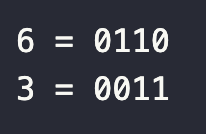 6 = 0110
3 = 0011